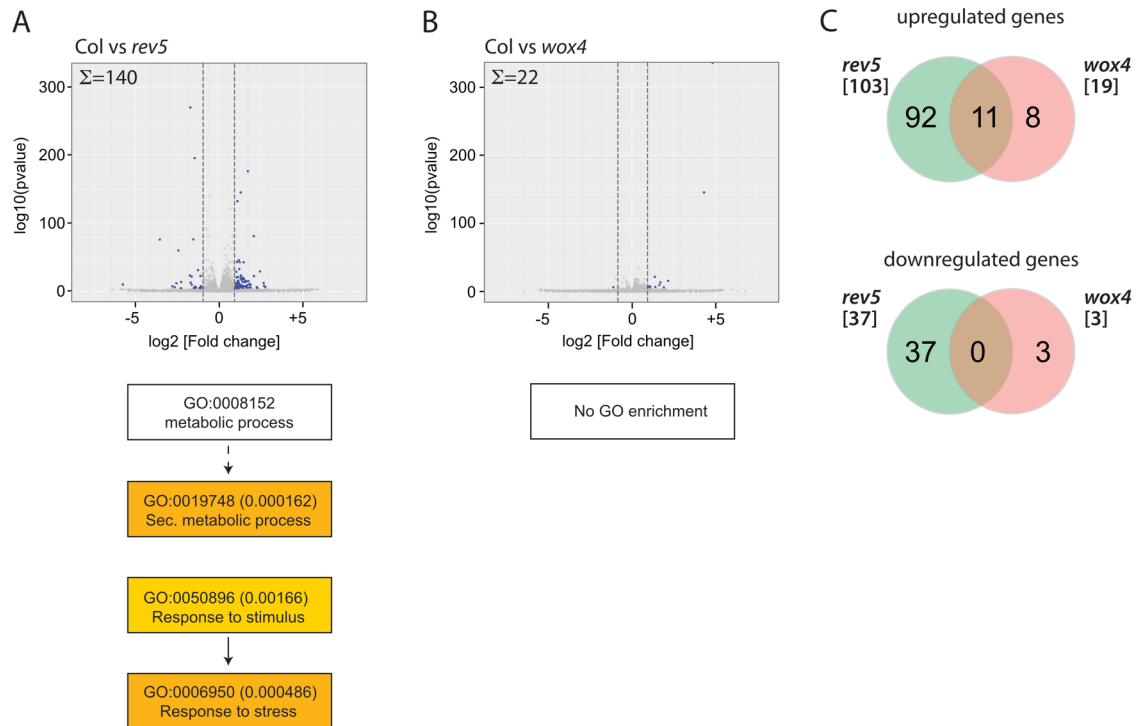 A
Col vs rev5
Σ=140
300
200
100
0
log10(pvalue)
-5
0
+5
log2 [Fold change]
GO:0008152
metabolic process
GO:0019748 (0.000162)
Sec. metabolic process
GO:0050896 (0.00166)
Response to stimulus
GO:0006950 (0.000486)
Response to stress
B
Col vs wox4
Σ=22
300
200
100
0
log10(pvalue)
-5
0
+5
log2 [Fold change]
No GO enrichment
C
upregulated genes
rev5
[103]
wox4
[19]
92
11
8
downregulated genes
rev5
[37]
wox4
[3]
37
0
3